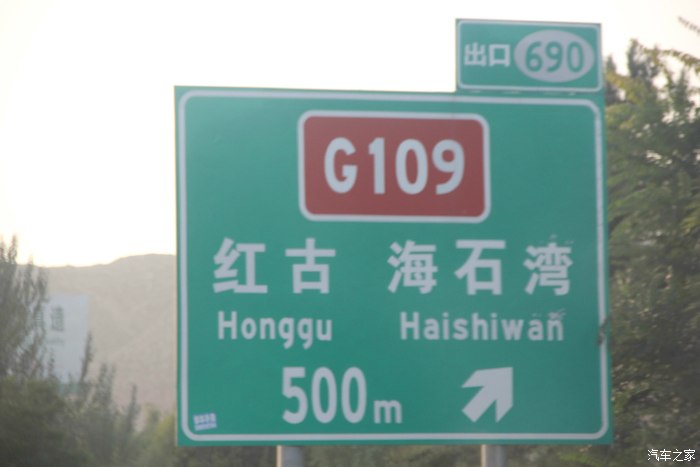 出口 690
G109
红古 海石湾
Honggu Haishiwan
500m
汽车之家